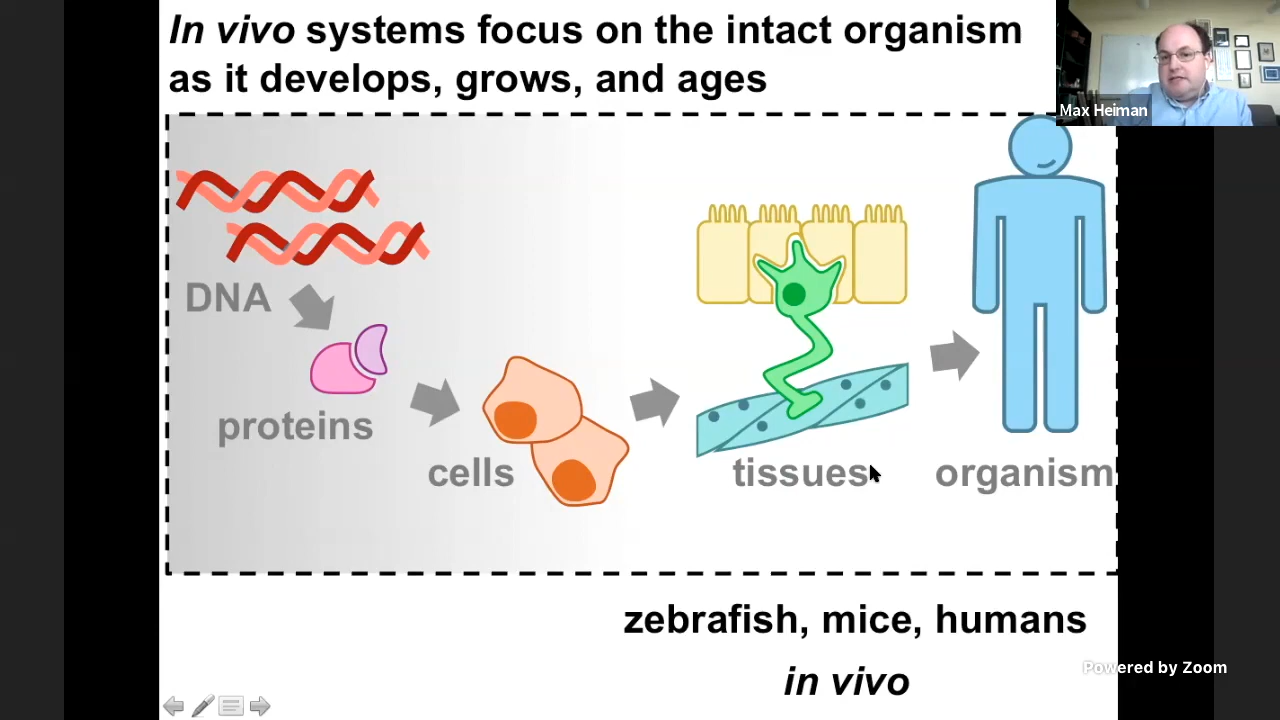 In vivo systems focus on the intact organism
as it develops, grows, and ages
Max Heiman
DNA
proteins
cells
tissues
organism
zebrafish, mice, humans
in vivo
Powered by Zoom